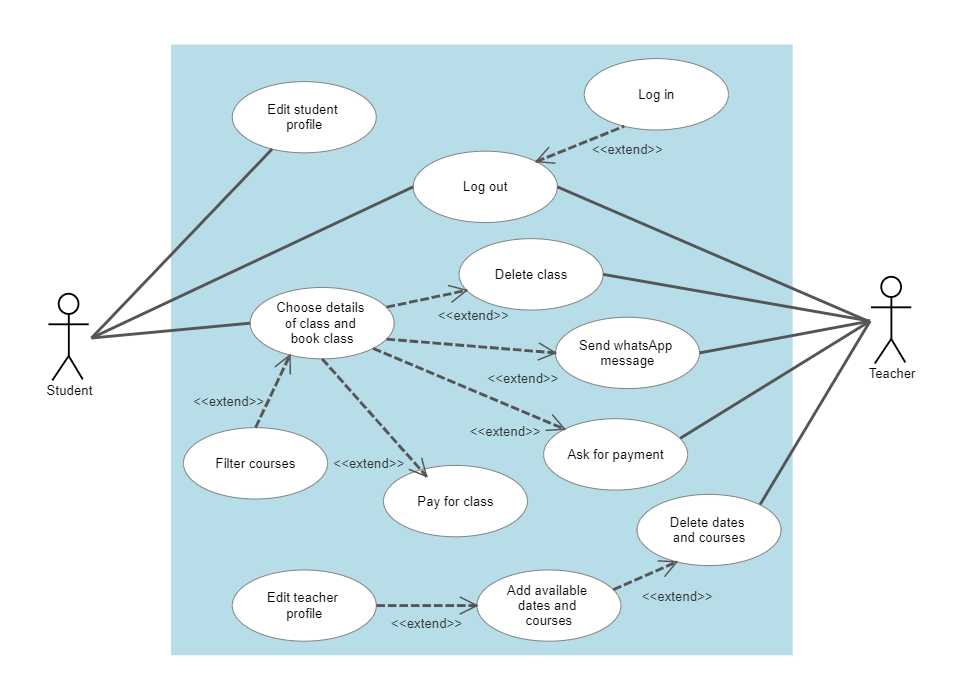 Log in
Edit student
profile
<<extend>>
Log out
Delete class
Choose details
of class and
book class
<<extend>>
Send whatsApp
message
Teacher
<<extend>>
Student
<<extend>>
<<extend>>
Ask for payment
Filter courses
<<extend>>
Pay for class
Delete dates
and courses
Edit teacher
profile
Add available
dates and
courses
<<extend>>
<<extend>>